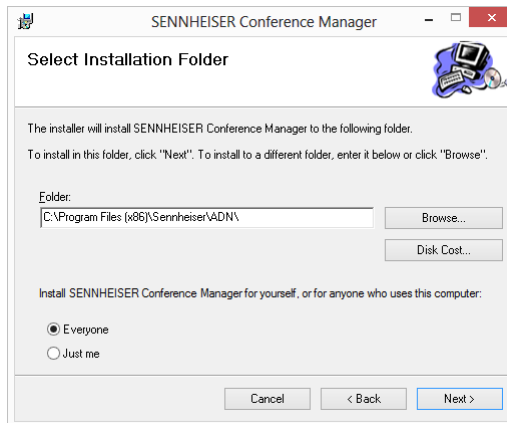 SENNHEISER Conference Manager
Select Installation Folder
The installer will install SENNHEISER Conference Manager to the following folder.
To install in this folder, click "Next". To install to a different folder, enter it below or click "Browse".
Folder:
C:\Program Files (x86)\Sennheiser\ADN\
Browse...
Disk Cost...
Install SENNHEISER Conference Manager for yourself, or for anyone who uses this computer:
Everyone
Just me
Cancel
< Back
Next >